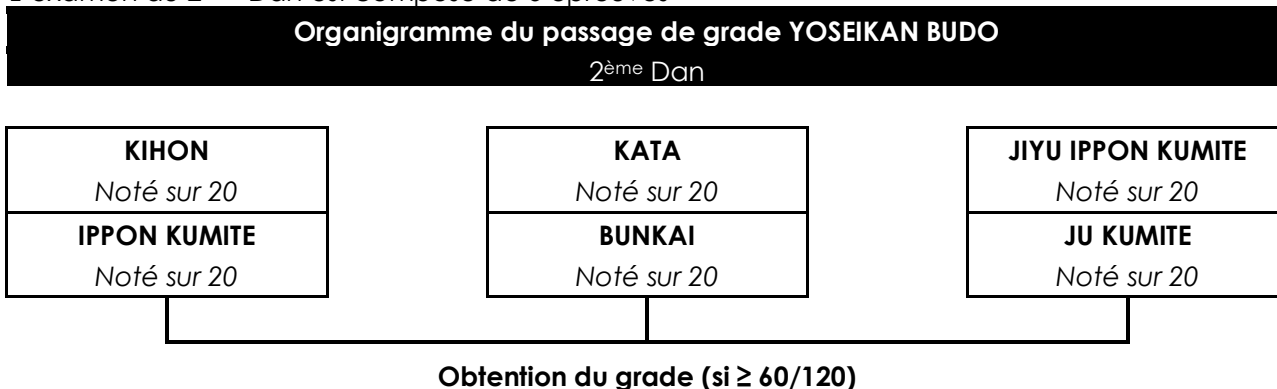 Organigramme du passage de grade YOSEIKAN BUDO
2ème Dan
KIHON
Noté sur 20
IPPON KUMITE
Noté sur 20
KATA
Noté sur 20
BUNKAI
Noté sur 20
JIYU IPPON KUMITE
Noté sur 20
JU KUMITE
Noté sur 20
Obtention du grade (si ≥ 60/120)